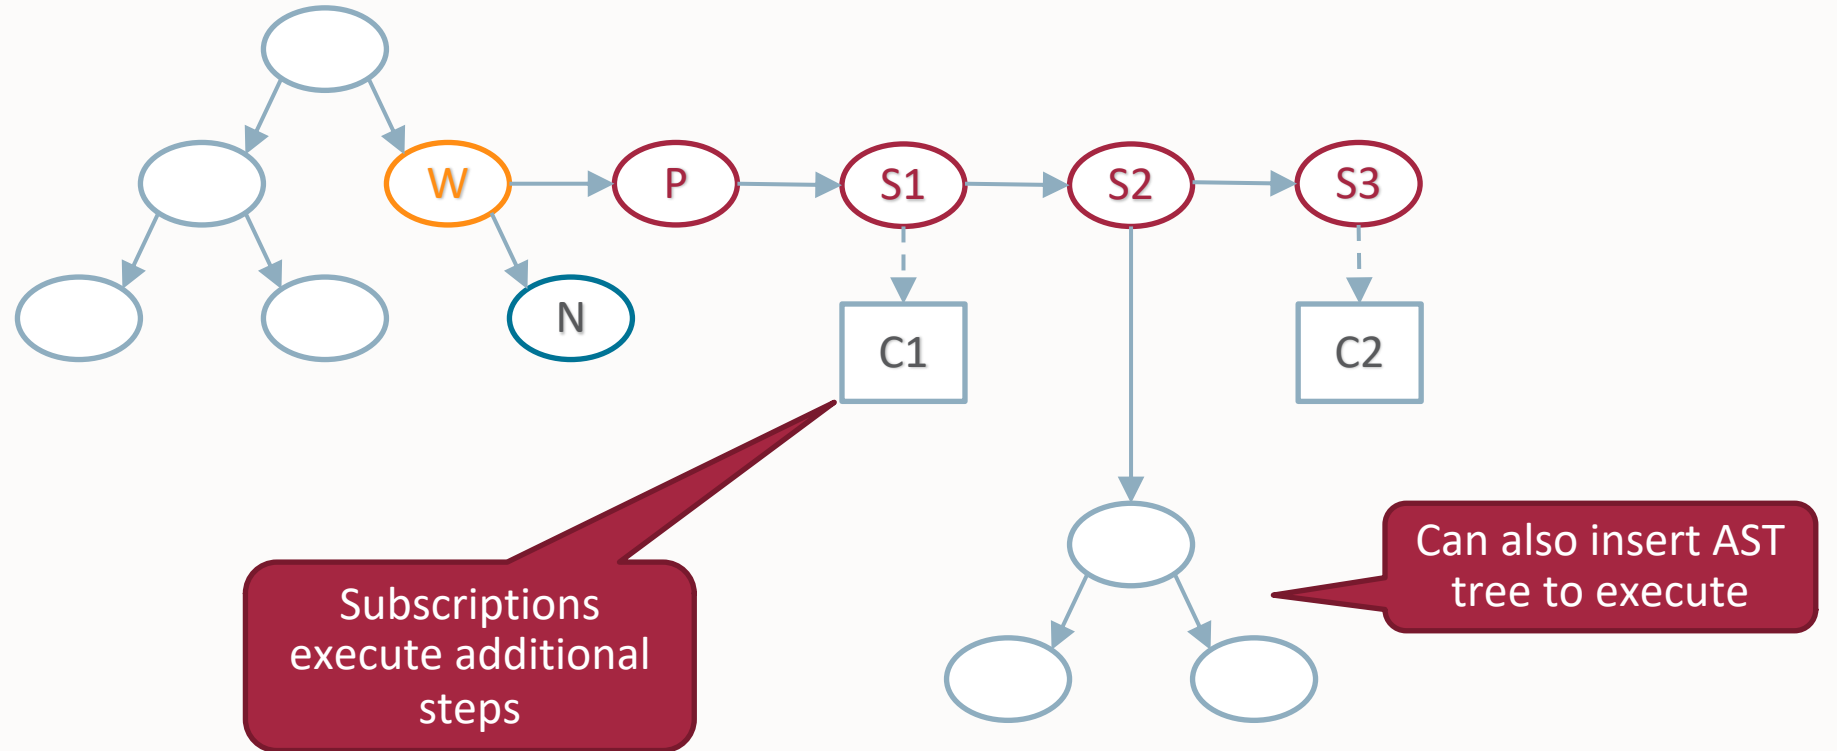 W
P
S1
S2
S3
N
C1
C2
Subscriptions
execute additional
steps
Can also insert AST
tree to execute